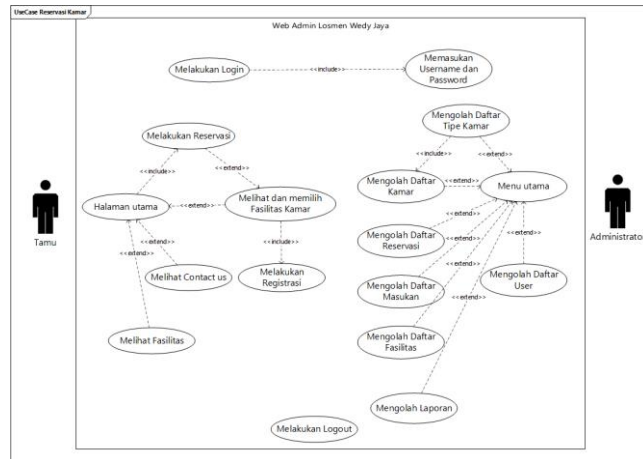 UseCase Reservasi Kamar
Web Admin Losmen Wedy Jaya
Melakukan Login
<<include>>
Memasukan
Username dan
Password
Melakukan Reservasi
<<include>>
<<extend>>
Halaman utama
<<extend>>
Melihat dan memilih
Fasilitas Kamar
<<extend>>
<<include>>
<<extend>>
Melihat Contact us
Melakukan
Registrasi
Melihat Fasilitas
Tamu
Mengolah Daftar
Tipe Kamar
<<include>>
<<extend>>
Mengolah Daftar
Kamar
<<extend>>
Menu utama
<<extend>>
Mengolah Daftar
Reservasi
<<extend>>
<<extend>>
Mengolah Daftar
Masukan
<<extend>>
Mengolah Daftar
User
<<extend>>
Mengolah Daftar
Fasilitas
Mengolah Laporan
Melakukan Logout
Administrator